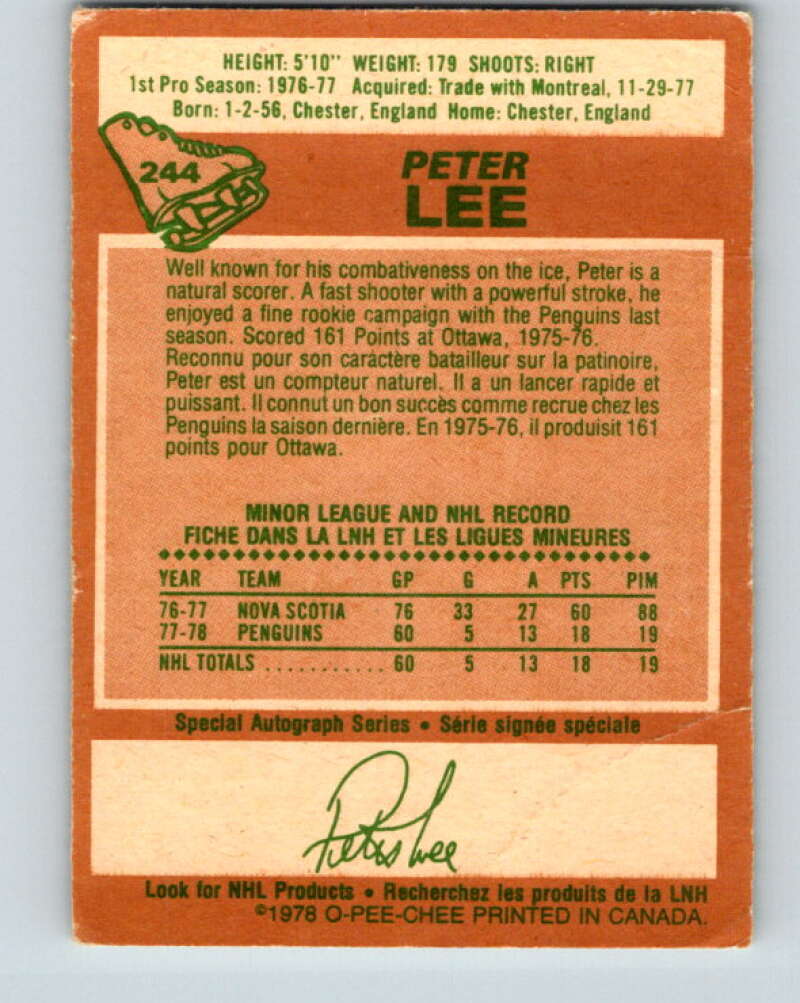 HEIGHT: 5'10" WEIGHT: 179 SHOOTS: RIGHT
1st Pro Season: 1976-77 Acquired: Trade with Montreal, 11-29-77
Born: 1-2-56, Chester, England Home: Chester, England
244
PETER
LEE
Well known for his combativeness on the ice, Peter is a
natural scorer. A fast shooter with a powerful stroke, he
enjoyed a fine rookie campaign with the Penguins last
season. Scored 161 Points at Ottawa, 1975-76.
Reconnu pour son caráctère batailleur sur la patinoire,
Peter est un compteur naturel. Il a un lancer rapide et
puissant. Il connut un bon succès comme recrue chez les
Penguins la saison dernière. En 1975-76, il produisit 161
points pour Ottawa.
MINOR LEAGUE AND NHL RECORD
FICHE DANS LA LNH ET LES LIGUES MINEURES
YEAR TEAM GP G A PTS PIM
76-77 NOVA SCOTIA 76 33 27 60 88
77-78 PENGUINS 60 5 13 18 19
NHL TOTALS ........... 60 5 13 18 19
Special Autograph Series • Série signée spéciale
Peter Lee
Look for NHL Products • Recherchez les produits de la LNH
©1978 O-PEE-CHEE PRINTED IN CANADA.